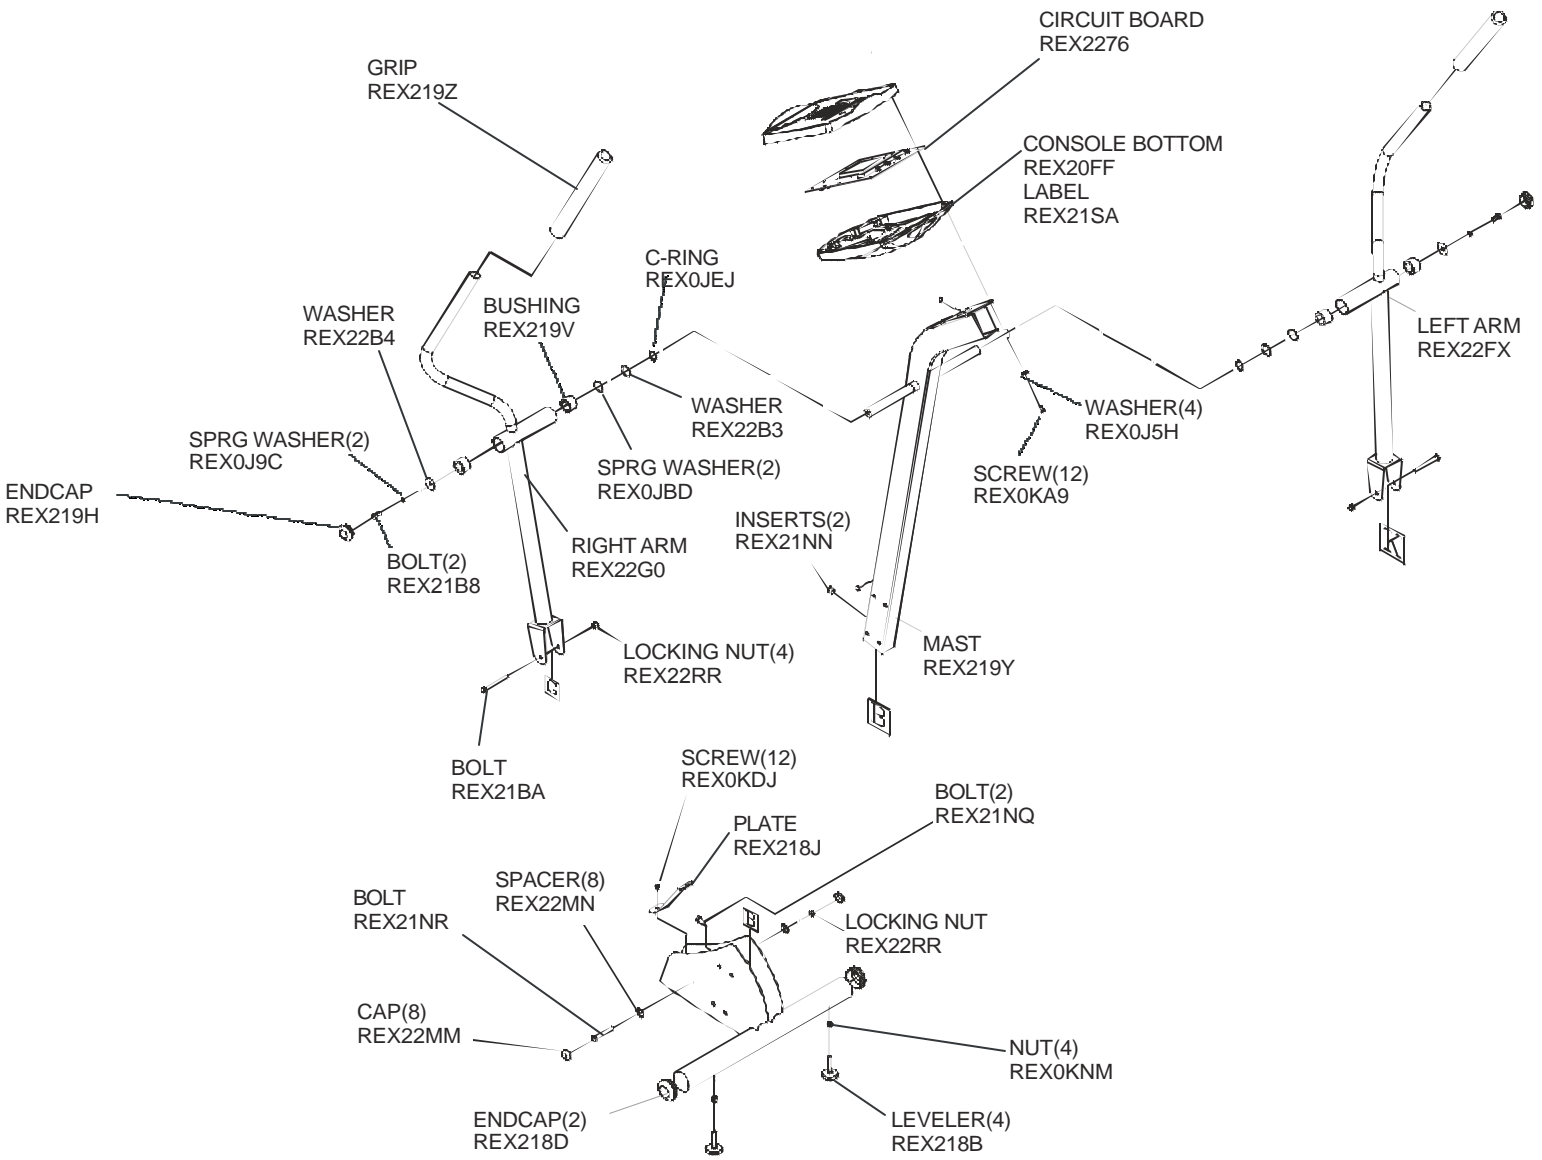 CIRCUIT BOARD
REX2276
GRIP
REX219Z
CONSOLE BOTTOM
REX20FF
LABEL
REX21SA
C-RING
REX0JEJ
BUSHING
REX219V
WASHER
REX22B4
LEFT ARM
REX22FX
WASHER
REX22B3
WASHER(4)
REX0J5H
SPRG WASHER(2)
REX0J9C
SPRG WASHER(2)
REX0JBD
SCREW(12)
REX0KA9
ENDCAP
REX219H
INSERTS(2)
REX21NN
RIGHT ARM
REX22G0
BOLT(2)
REX21B8
K
LOCKING NUT(4)
REX22RR
MAST
REX219Y
B
BOLT
REX21BA
SCREW(12)
REX0KDJ
BOLT(2)
REX21NQ
PLATE
REX218J
SPACER(8)
REX22MN
BOLT
REX21NR
B
LOCKING NUT
REX22RR
CAP(8)
REX22MM
NUT(4)
REX0KNM
ENDCAP(2)
REX218D
LEVELER(4)
REX218B